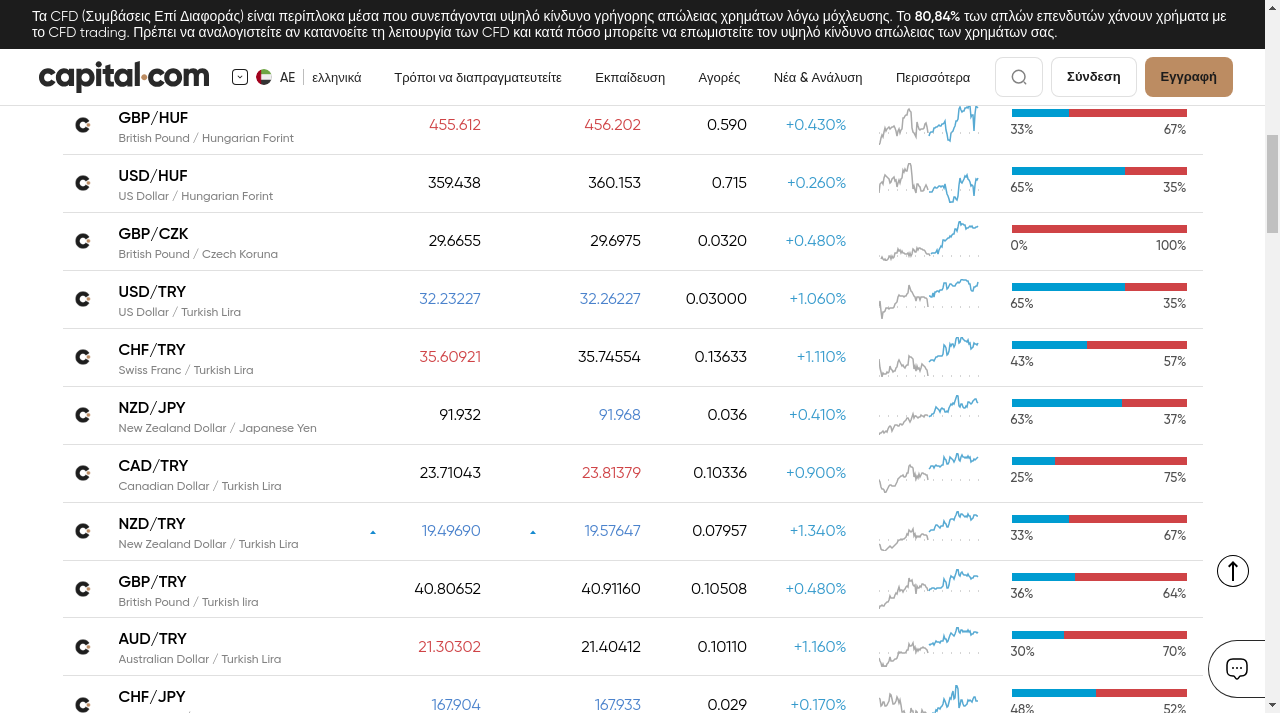 Τα CFD (Συμβάσεις Επί Διαφοράς) είναι περίπλοκα μέσα που συνεπάγονται υψηλό κίνδυνο γρήγορης απώλειας χρημάτων λόγω μόχλευσης. Το 80,84% των απλών επενδυτών χάνουν χρήματα με
το CFD trading. Πρέπει να αναλογιστείτε αν κατανοείτε τη λειτουργία των CFD και κατά πόσο μπορείτε να επωμιστείτε τον υψηλό κίνδυνο απώλειας των χρημάτων σας.
capital.com AE ελληνικά Τρόποι να διαπραγματευτείτε Εκπαίδευση Αγορές Νέα & Ανάλυση Περισσότερα Σύνδεση Εγγραφή
GBP/HUF 455.612 456.202 0.590 +0.430%
British Pound / Hungarian Forint 33% 67%
USD/HUF 359.438 360.153 0.715 +0.260%
US Dollar / Hungarian Forint 65% 35%
GBP/CZK 29.6655 29.6975 0.0320 +0.480%
British Pound / Czech Koruna 0% 100%
USD/TRY 32.23227 32.26227 0.03000 +1.060%
US Dollar / Turkish Lira 65% 35%
CHF/TRY 35.60921 35.74554 0.13633 +1.110%
Swiss Franc / Turkish Lira 43% 57%
NZD/JPY 91.932 91.968 0.036 +0.410%
New Zealand Dollar / Japanese Yen 63% 37%
CAD/TRY 23.71043 23.81379 0.10336 +0.900%
Canadian Dollar / Turkish Lira 25% 75%
NZD/TRY 19.49690 19.57647 0.07957 +1.340%
New Zealand Dollar / Turkish Lira 33% 67%
GBP/TRY 40.80652 40.91160 0.10508 +0.480%
British Pound / Turkish lira 36% 64%
AUD/TRY 21.30302 21.40412 0.10110 +1.160%
Australian Dollar / Turkish Lira 30% 70%
CHF/JPY 167.904 167.933 0.029 +0.170%
48% 52%